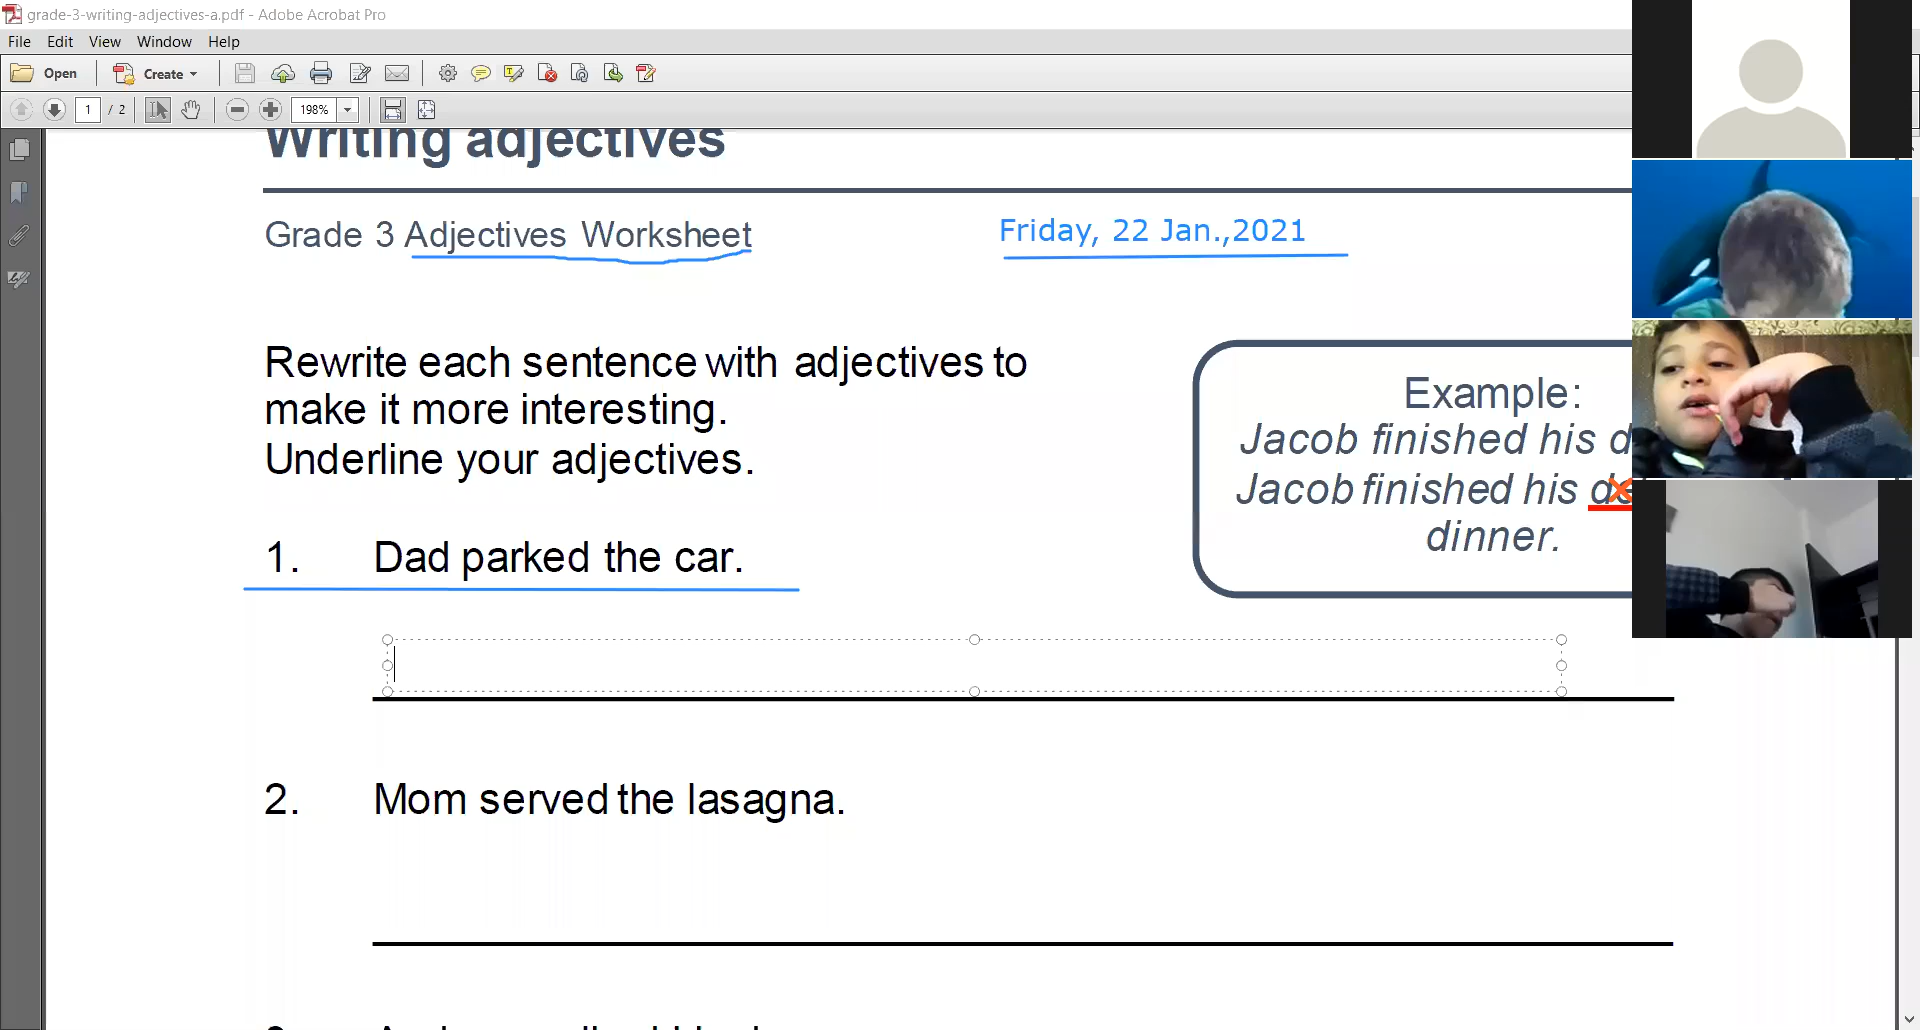 grade-3-writing-adjectives-a.pdf - Adobe Acrobat Pro
File Edit View Window Help
Open Create
1 / 2 198%
Writing adjectives
Grade 3 Adjectives Worksheet
Friday, 22 Jan.,2021
Rewrite each sentence with adjectives to
make it more interesting.
Underline your adjectives.
Example:
Jacob finished his
Jacob finished his
dinner.
1. Dad parked the car.
2. Mom served the lasagna.